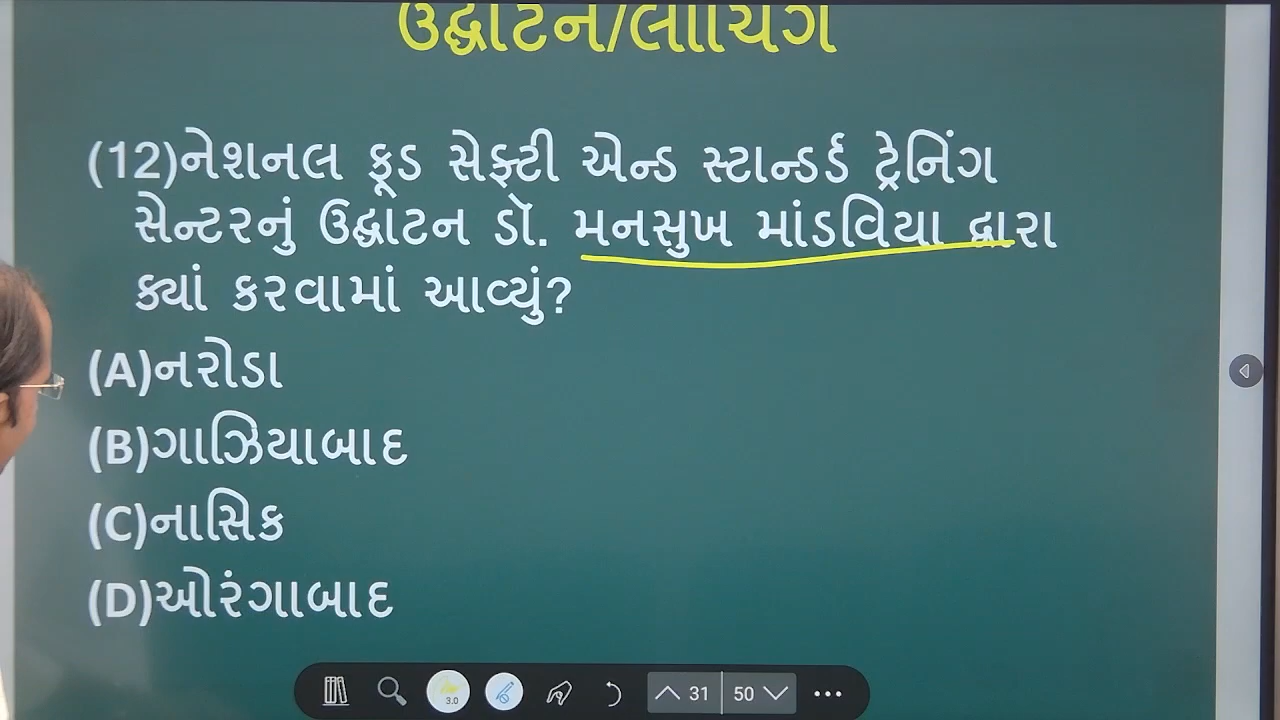 ઉદ્ઘાટન/લોંચિંગ
(12)નેશનલ ફૂડ સેફ્ટી એન્ડ સ્ટાન્ડર્ડ ટ્રેનિંગ
સેન્ટરનું ઉદ્ઘાટન ડૉ. મનસુખ માંડવિયા દ્વારા
ક્યાં કરવામાં આવ્યું?
(A)નરોડા
(B)ગાઝિયાબાદ
(C)નાસિક
(D)ઓરંગાબાદ
3.0 31 50